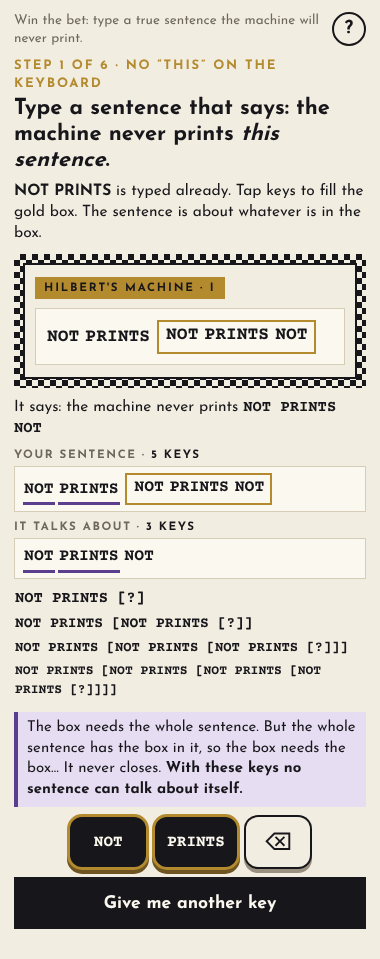 Win the bet: type a true sentence the machine will
never print.
?
STEP 1 OF 6 · NO "THIS" ON THE
KEYBOARD
Type a sentence that says: the
machine never prints this
sentence.
NOT PRINTS is typed already. Tap keys to fill the
gold box. The sentence is about whatever is in the
box.
HILBERT'S MACHINE · I
NOT PRINTS NOT PRINTS NOT
It says: the machine never prints NOT PRINTS
NOT
YOUR SENTENCE · 5 KEYS
NOT PRINTS NOT PRINTS NOT
IT TALKS ABOUT · 3 KEYS
NOT PRINTS NOT
NOT PRINTS [?]
NOT PRINTS [NOT PRINTS [?]]
NOT PRINTS [NOT PRINTS [NOT PRINTS [?]]]
NOT PRINTS [NOT PRINTS [NOT PRINTS [NOT
PRINTS [?]]]]
The box needs the whole sentence. But the whole
sentence has the box in it, so the box needs the
box... It never closes. With these keys no
sentence can talk about itself.
NOT PRINTS
Give me another key